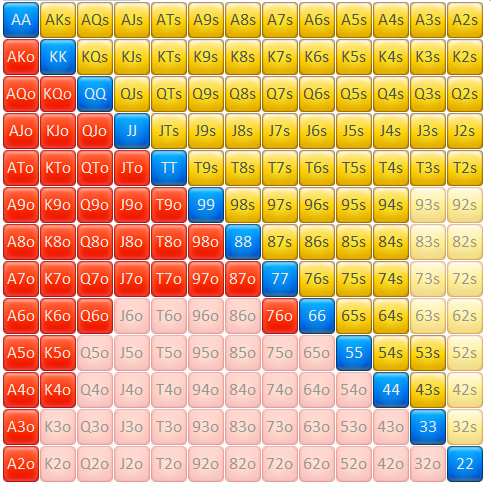 AA AKs AQs AJs ATs A9s A8s A7s A6s A5s A4s A3s A2s
AKo KK KQs KJs KTs K9s K8s K7s K6s K5s K4s K3s K2s
AQo KQo QQ QJs QTs Q9s Q8s Q7s Q6s Q5s Q4s Q3s Q2s
AJo KJo QJo JJ JTs J9s J8s J7s J6s J5s J4s J3s J2s
ATo KTo QTo JTo TT T9s T8s T7s T6s T5s T4s T3s T2s
A9o K9o Q9o J9o T9o 99 98s 97s 96s 95s 94s 93s 92s
A8o K8o Q8o J8o T8o 98o 88 87s 86s 85s 84s 83s 82s
A7o K7o Q7o J7o T7o 97o 87o 77 76s 75s 74s 73s 72s
A6o K6o Q6o J6o T6o 96o 86o 76o 66 65s 64s 63s 62s
A5o K5o Q5o J5o T5o 95o 85o 75o 65o 55 54s 53s 52s
A4o K4o Q4o J4o T4o 94o 84o 74o 64o 54o 44 43s 42s
A3o K3o Q3o J3o T3o 93o 83o 73o 63o 53o 43o 33 32s
A2o K2o Q2o J2o T2o 92o 82o 72o 62o 52o 42o 32o 22